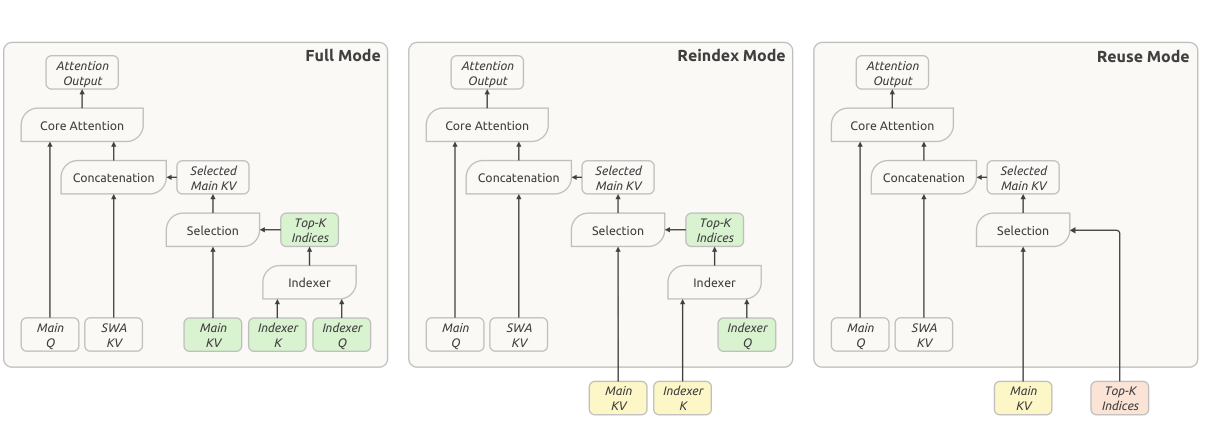 Full Mode
Attention
Output
Core Attention
Concatenation
Selected
Main KV
Selection
Top-K
Indices
Indexer
Main
Q
SWA
KV
Main
KV
Indexer
K
Indexer
Q
Reindex Mode
Attention
Output
Core Attention
Concatenation
Selected
Main KV
Selection
Top-K
Indices
Indexer
Main
Q
SWA
KV
Indexer
Q
Main
KV
Indexer
K
Reuse Mode
Attention
Output
Core Attention
Concatenation
Selected
Main KV
Selection
Main
Q
SWA
KV
Main
KV
Top-K
Indices